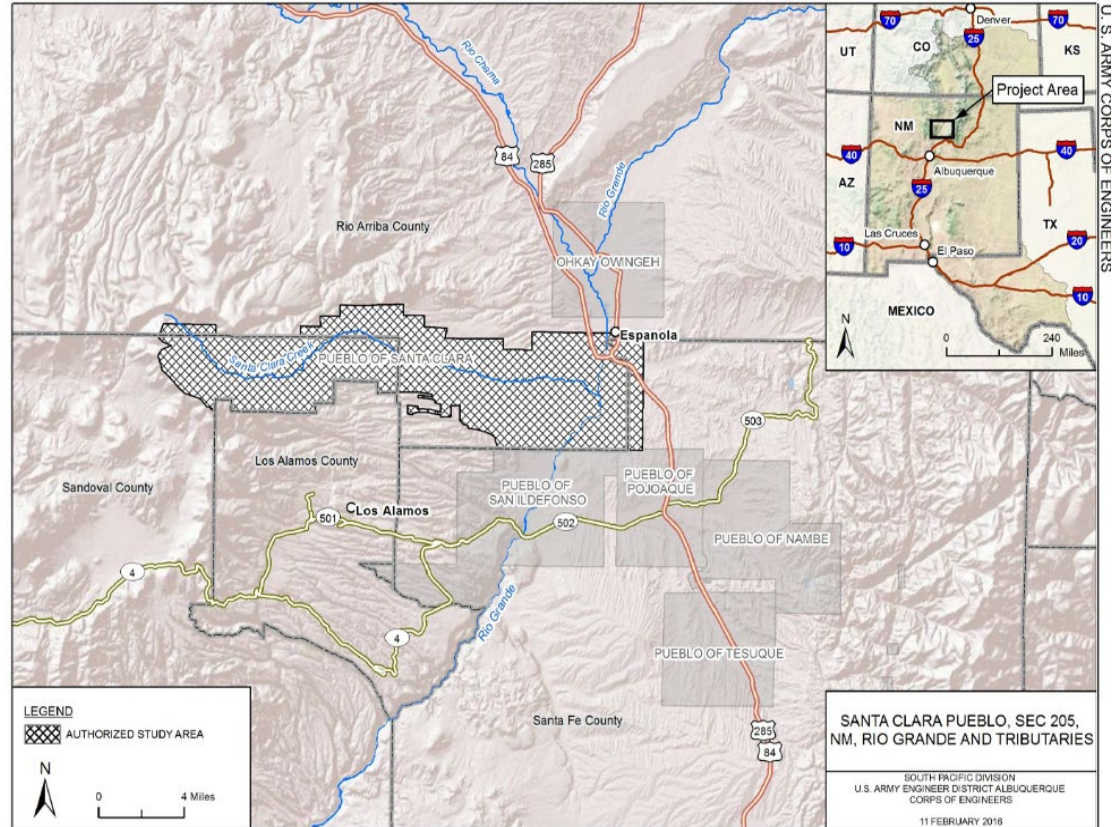 Rio Chama
84
285
Rio Grande
Rio Arriba County
OHKAY OWINGEH
Espanola
Santa Clara Creek
PUEBLO OF SANTA CLARA
503
Los Alamos County
Sandoval County
PUEBLO OF
SAN ILDEFONSO
PUEBLO OF
POJOAQUE
501
Los Alamos
502
PUEBLO OF NAMBE
4
4
Rio Grande
PUEBLO OF TESUQUE
Santa Fe County
285
84
LEGEND
AUTHORIZED STUDY AREA
N
0 4 Miles
70
Denver
70
25
UT
CO
KS
Project Area
NM
40
40
Albuquerque
AZ
25
TX
Las Cruces
El Paso
20
10
10
MEXICO
N
0 240
Miles
U. S. ARMY CORPS OF ENGINEERS
SANTA CLARA PUEBLO, SEC 205,
NM, RIO GRANDE AND TRIBUTARIES
SOUTH PACIFIC DIVISION
U.S. ARMY ENGINEER DISTRICT ALBUQUERQUE
CORPS OF ENGINEERS
11 FEBRUARY 2016